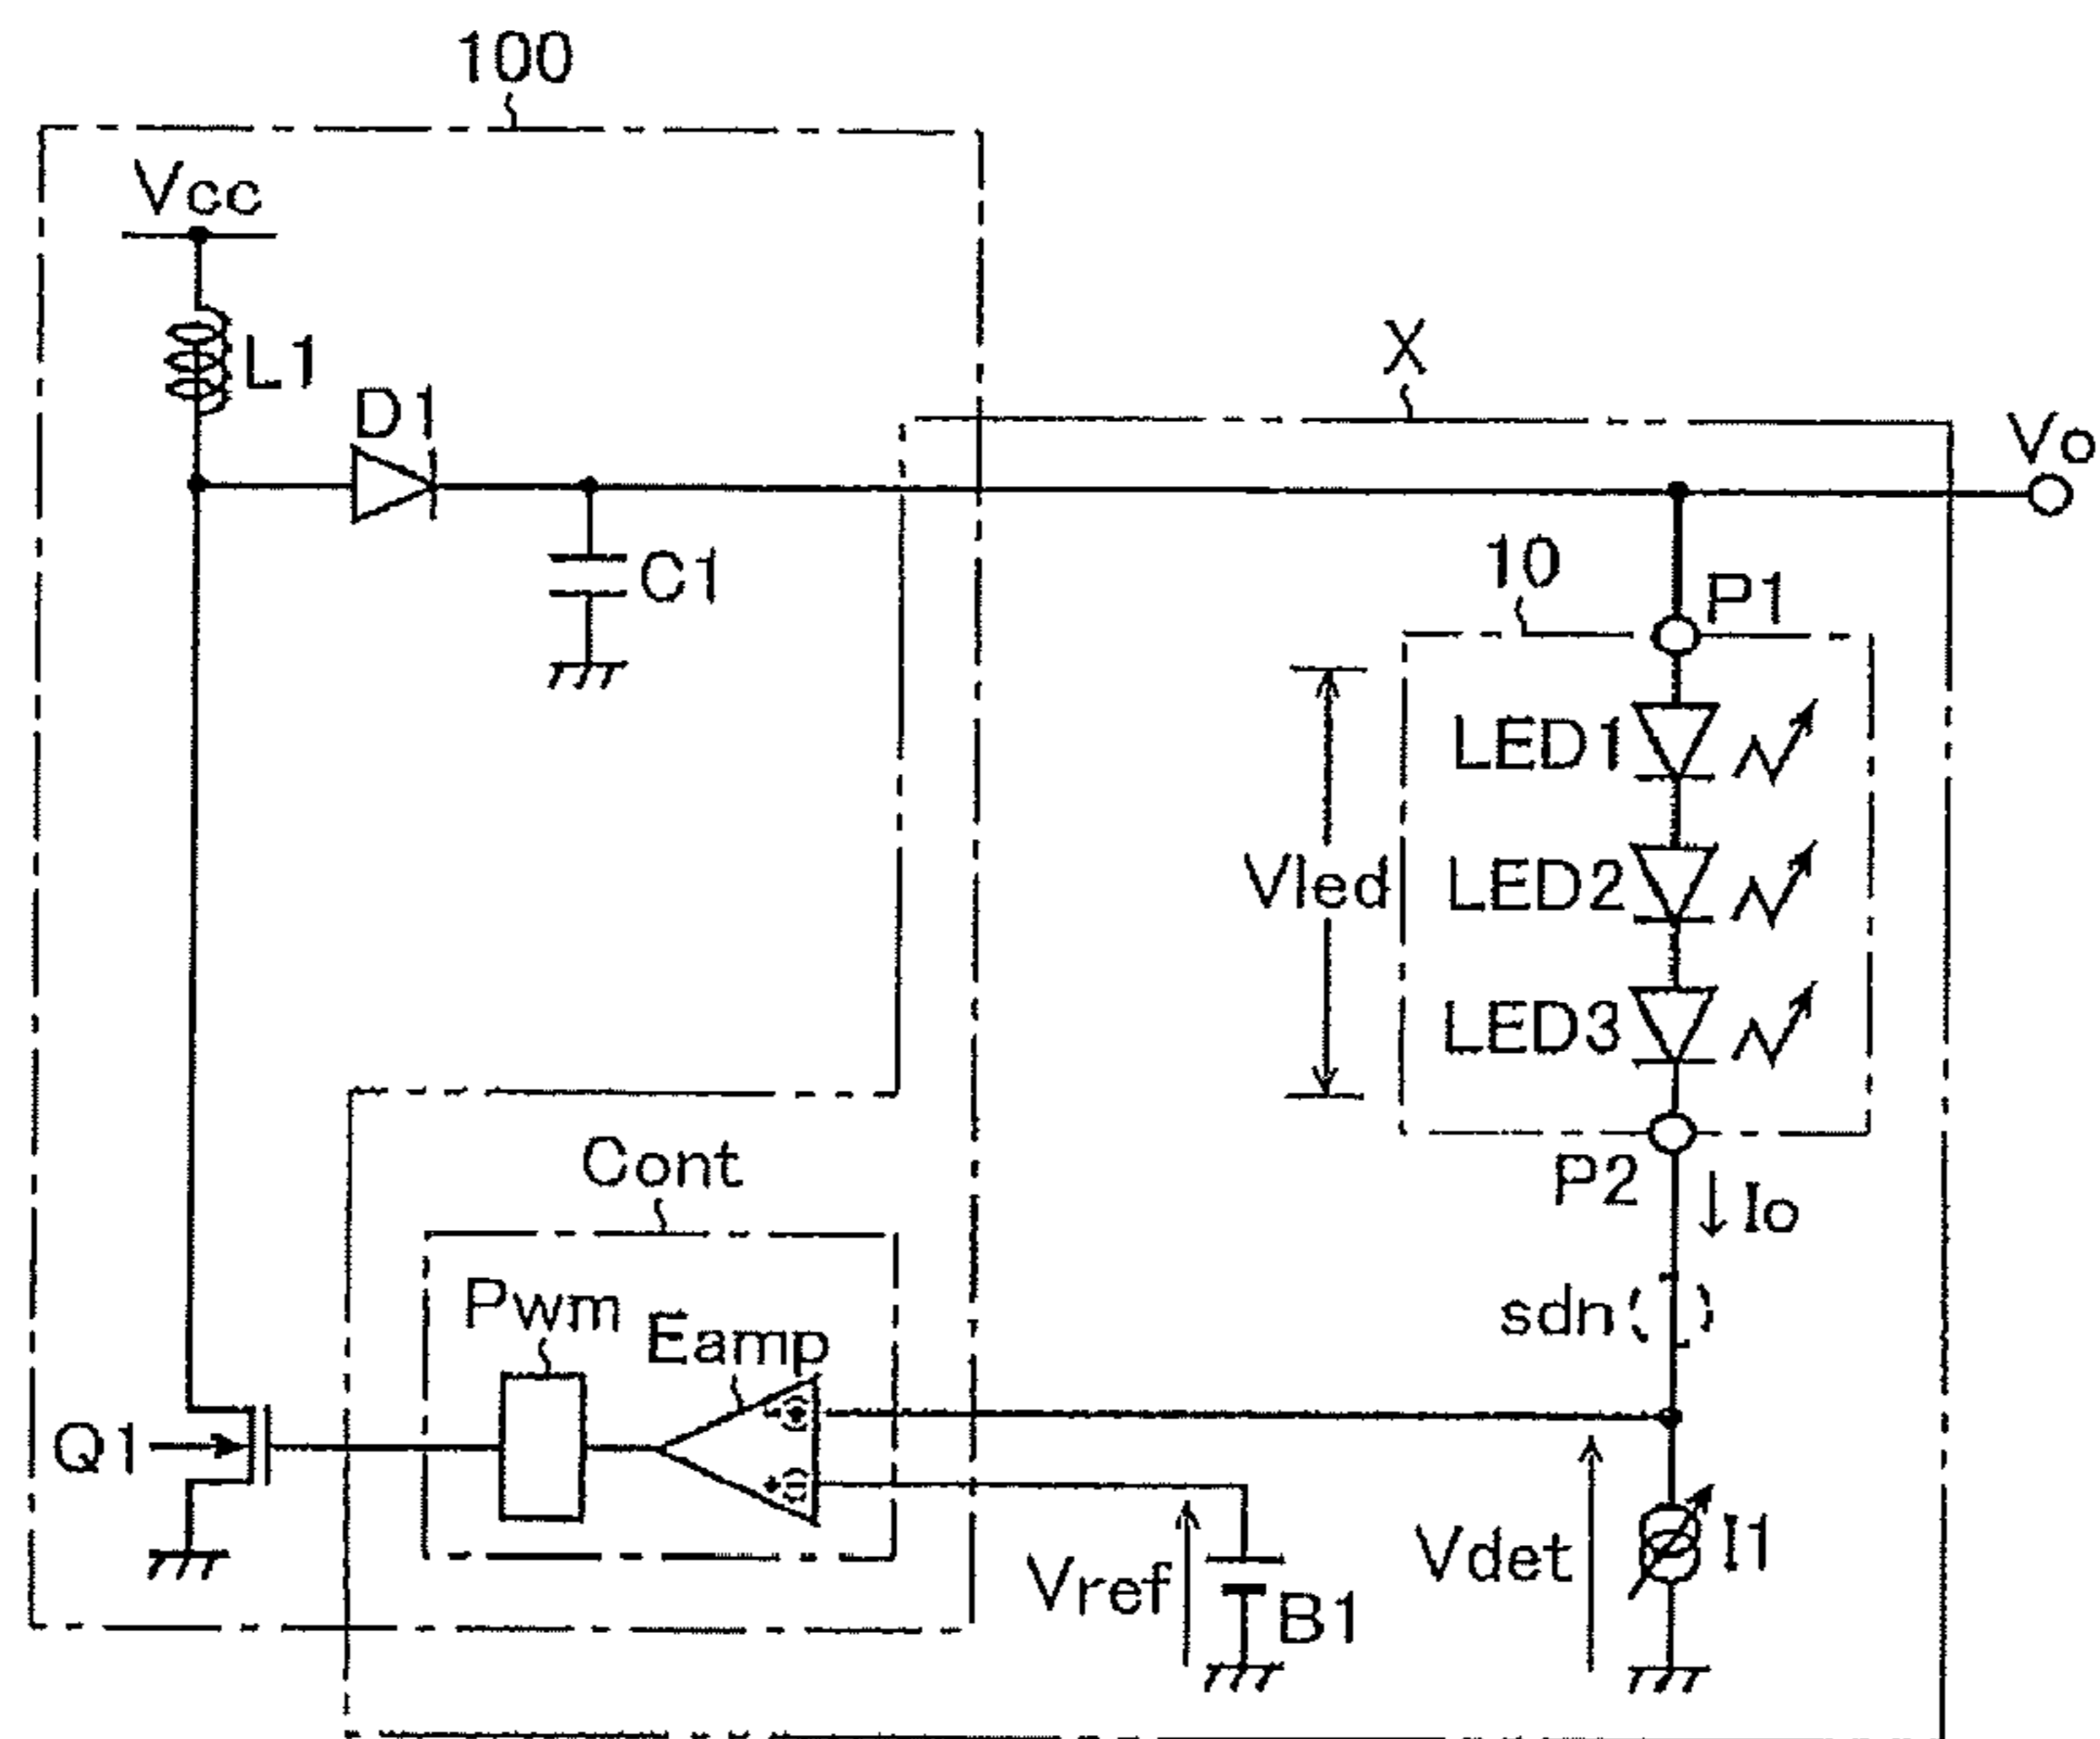 100
Vcc
L1
D1
X
Vo
C1
10
P1
LED1
Vled
LED2
LED3
Cont
P2
Io
Pwm
Eamp
sdn
Q1
Vref
B1
Vdet
I1